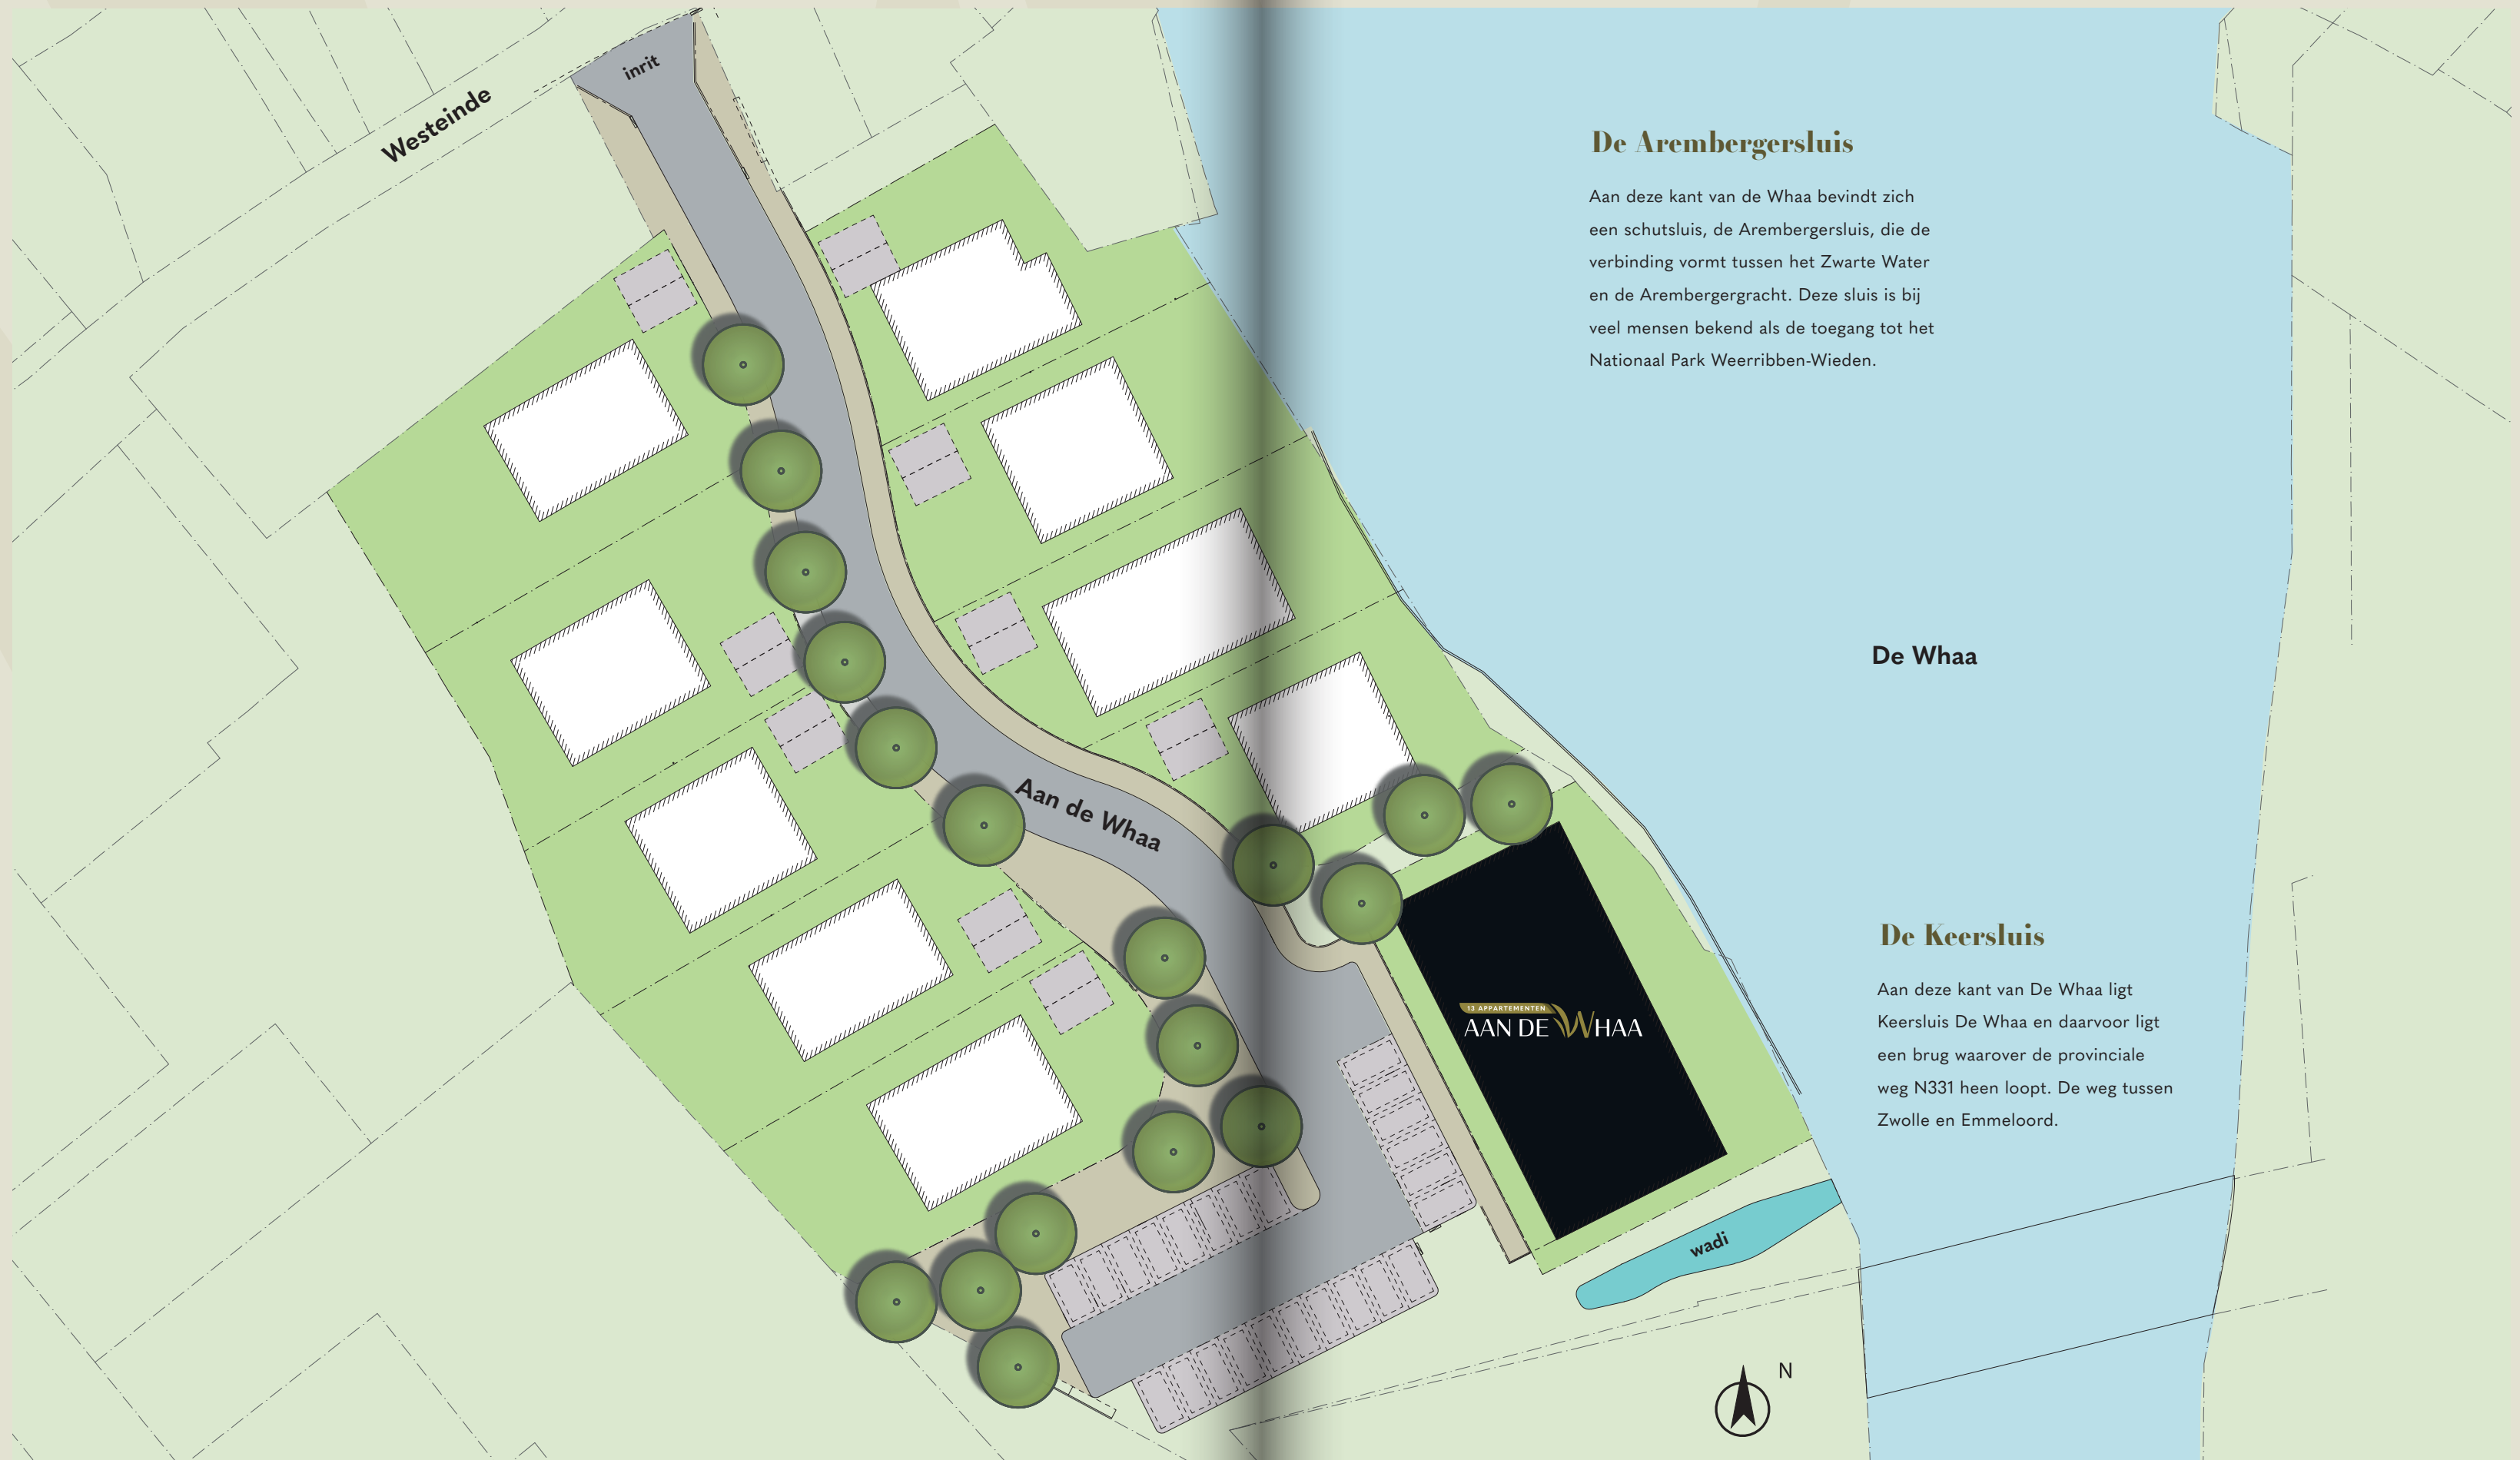 inrit
Westeinde
De Arembergersluis
Aan deze kant van de Whaa bevindt zich
een schutsluis, de Arembergersluis, die de
verbinding vormt tussen het Zwarte Water
en de Arembergergracht. Deze sluis is bij
veel mensen bekend als de toegang tot het
Nationaal Park Weerribben-Wieden.
De Whaa
Aan de Whaa
De Keersluis
Aan deze kant van De Whaa ligt
Keersluis De Whaa en daarvoor ligt
een brug waarover de provinciale
weg N331 heen loopt. De weg tussen
Zwolle en Emmeloord.
13 APPARTEMENTEN
AAN DE WHAA
wadi
N